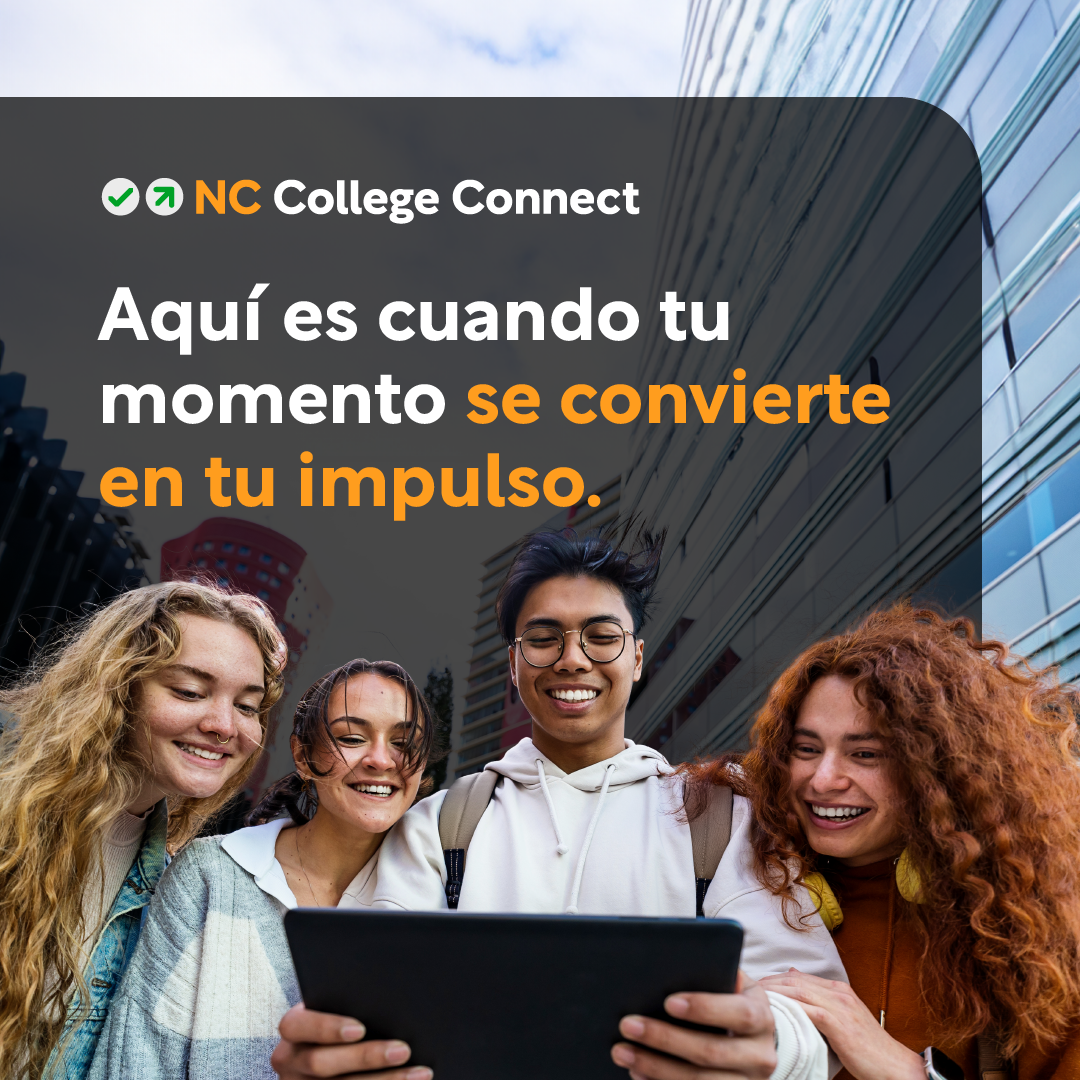 NC College Connect
Aquí es cuando tu
momento se convierte
en tu impulso.